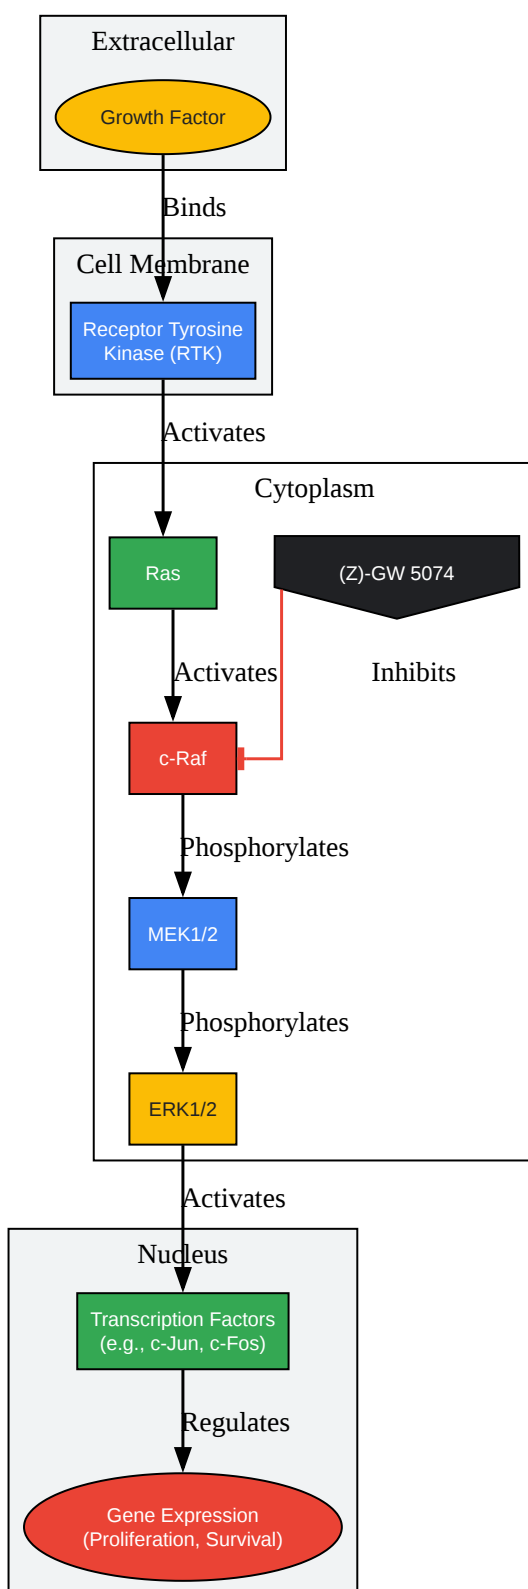 Extracellular
Growth Factor
Binds
Cell Membrane
Receptor Tyrosine
Kinase (RTK)
Activates
Cytoplasm
Ras
(Z)-GW 5074
Activates
Inhibits
c-Raf
Phosphorylates
MEK1/2
Phosphorylates
ERK1/2
Activates
Nucleus
Transcription Factors
(e.g., c-Jun, c-Fos)
Regulates
Gene Expression
(Proliferation, Survival)